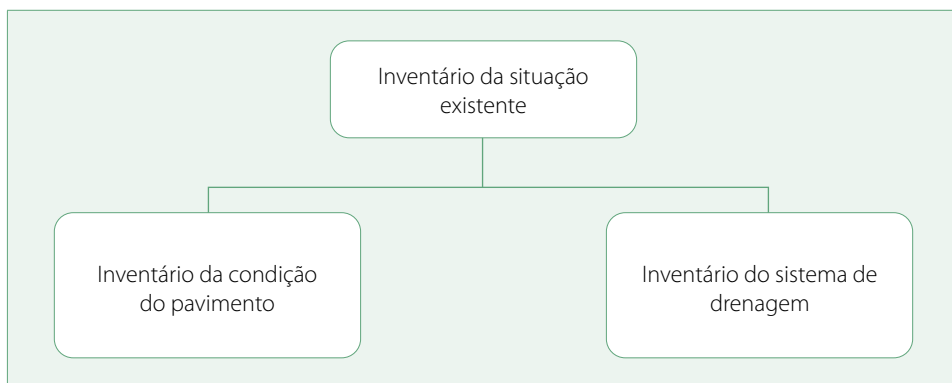 Inventário da situação
existente
Inventário da condição
do pavimento
Inventário do sistema de
drenagem